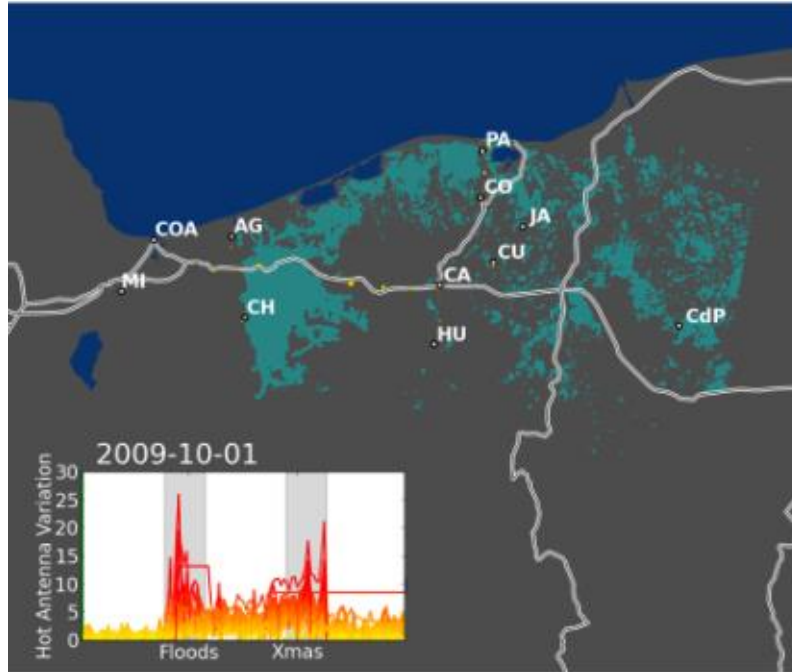 PA
CO
JA
AG
COA
CU
CA
MI
CH
CdP
HU
2009-10-01
Hot Antenna Variation
30
25
20
15
10
5
0
Floods
Xmas